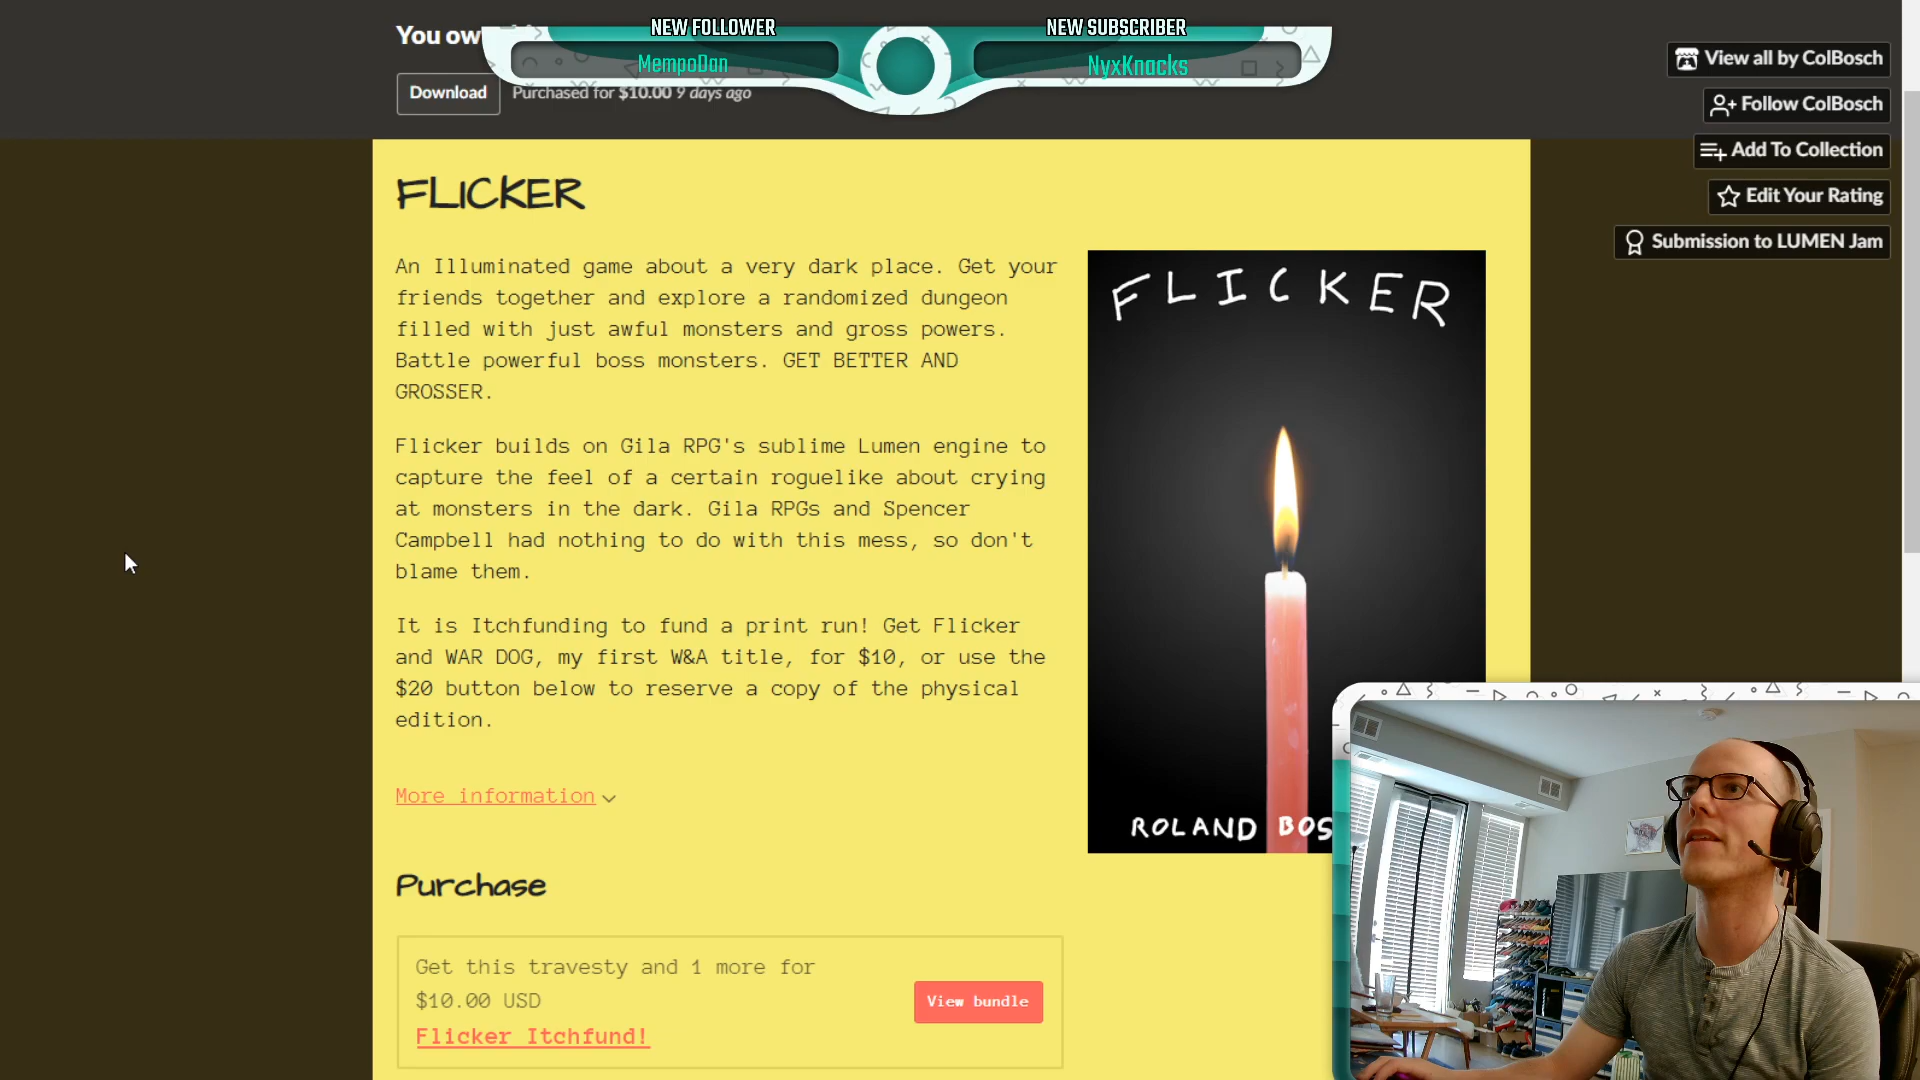 NEW FOLLOWER
MempoDan
NEW SUBSCRIBER
NyxKnacks
You ow
Download
Purchased for $10.00 9 days ago
View all by ColBosch
Follow ColBosch
Add To Collection
Edit Your Rating
Submission to LUMEN Jam
FLICKER
An Illuminated game about a very dark place. Get your
friends together and explore a randomized dungeon
filled with just awful monsters and gross powers.
Battle powerful boss monsters. GET BETTER AND
GROSSER.
Flicker builds on Gila RPG's sublime Lumen engine to
capture the feel of a certain roguelike about crying
at monsters in the dark. Gila RPGs and Spencer
Campbell had nothing to do with this mess, so don't
blame them.
It is Itchfunding to fund a print run! Get Flicker
and WAR DOG, my first W&A title, for $10, or use the
$20 button below to reserve a copy of the physical
edition.
More information
FLICKER
ROLAND BOS
Purchase
Get this travesty and 1 more for
$10.00 USD
Flicker Itchfund!
View bundle